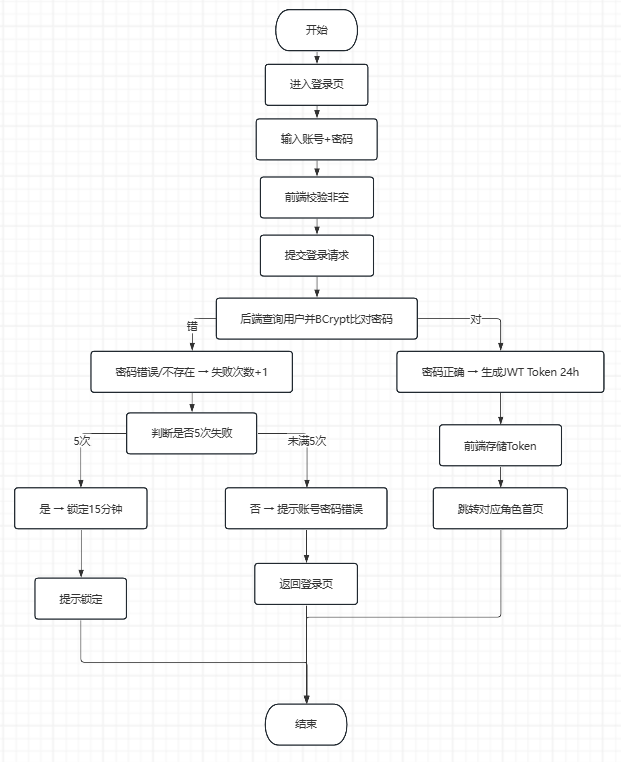 开始
进入登录页
输入账号+密码
前端校验非空
提交登录请求
后端查询用户并BCrypt比对密码
错
对
密码错误/不存在 → 失败次数+1
密码正确 → 生成JWT Token 24h
判断是否5次失败
5次
未满5次
前端存储Token
是 → 锁定15分钟
否 → 提示账号密码错误
跳转对应角色首页
提示锁定
返回登录页
结束